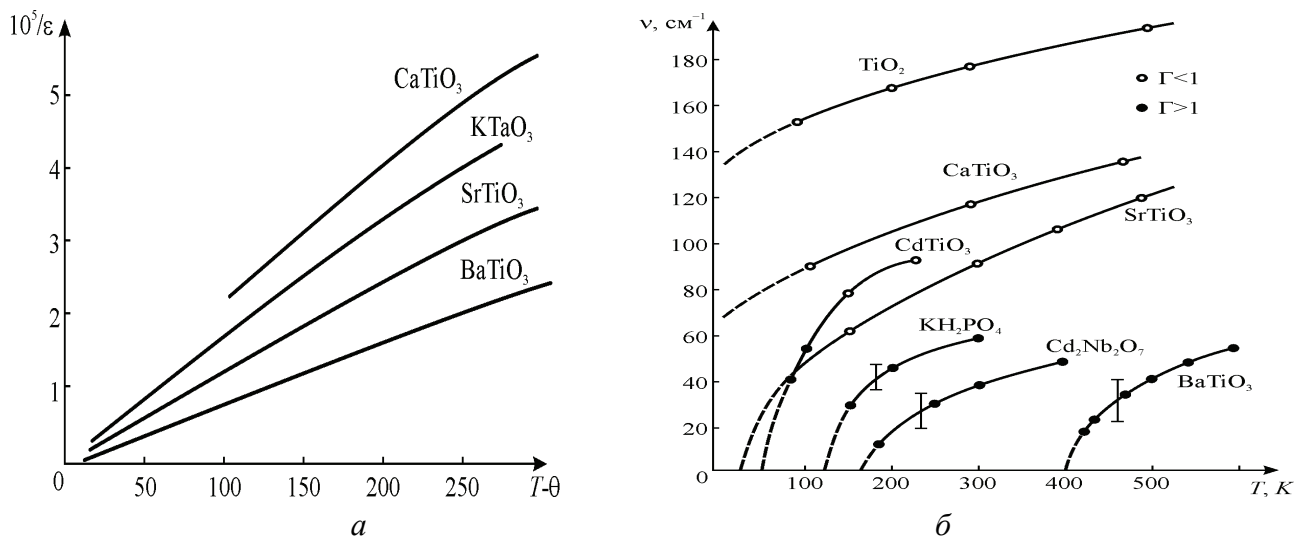 10⁵/ε
5
4
3
2
1
0
50
100
150
200
250
T-θ
CaTiO₃
KTaO₃
SrTiO₃
BaTiO₃
а
ν, см⁻¹
180
160
140
120
100
80
60
40
20
0
100
200
300
400
500
T, K
TiO₂
Γ<1
Γ>1
CaTiO₃
SrTiO₃
CdTiO₃
KH₂PO₄
Cd₂Nb₂O₇
BaTiO₃
б